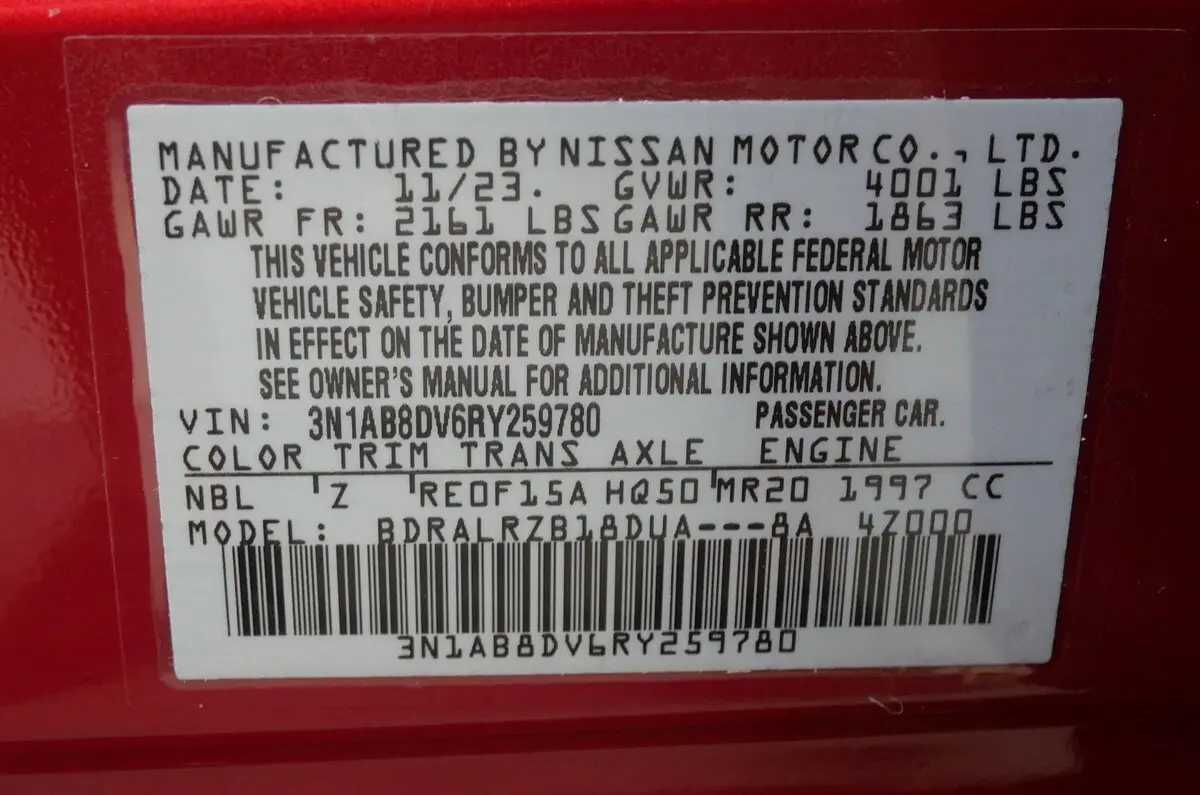 MANUFACTURED BY NISSAN MOTOR CO., LTD.
DATE: 11/23. GVWR: 4001 LBS
GAWR FR: 2161 LBS GAWR RR: 1863 LBS
THIS VEHICLE CONFORMS TO ALL APPLICABLE FEDERAL MOTOR
VEHICLE SAFETY, BUMPER AND THEFT PREVENTION STANDARDS
IN EFFECT ON THE DATE OF MANUFACTURE SHOWN ABOVE.
SEE OWNER'S MANUAL FOR ADDITIONAL INFORMATION.
VIN: 3N1AB8DV6RY259780 PASSENGER CAR.
COLOR TRIM TRANS AXLE ENGINE
NBL Z RE0F15A HQ50 MR20 1997 CC
MODEL: BDRALRZB18DUA---8A 4Z000
3N1AB8DV6RY259780